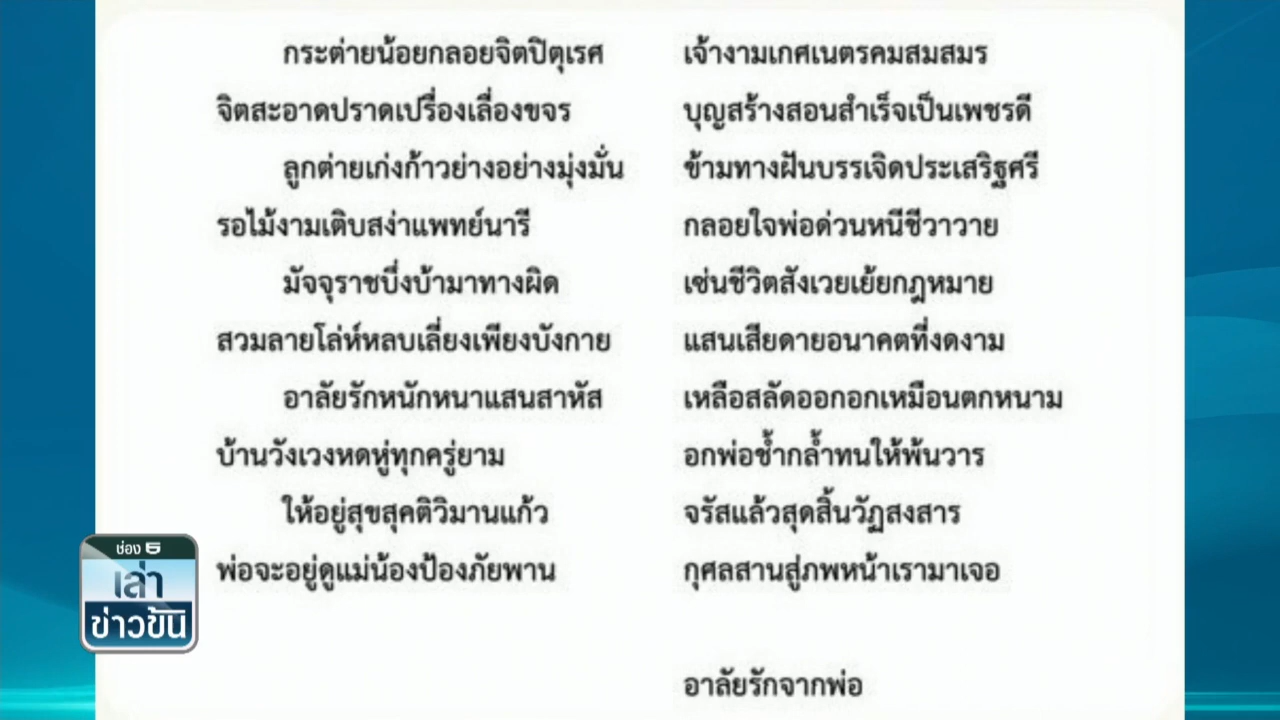 กระต่ายน้อยกลอยจิตปิตุเรศ เจ้างามเกศเนตรคมสมสมร
จิตสะอาดปราดเปรื่องเลื่องขจร บุญสร้างสอนสำเร็จเป็นเพชรดี
ลูกต่ายเก่งก้าวย่างอย่างมุ่งมั่น ข้ามทางฝันบรรเจิดประเสริฐศรี
รอไม้งามเติบสง่าแพทย์นารี กลอยใจพ่อด่วนหนีชีวาวาย
มัจจุราชบึ่งบ้ามาทางผิด เซ่นชีวิตสังเวยเย้ยกฎหมาย
สวมลายโล่ห์หลบเลี่ยงเพียงบังกาย แสนเสียดายอนาคตที่งดงาม
อาลัยรักหนักหนาแสนสาหัส เหลือสลัดออกอกเหมือนตกหนาม
บ้านวังเวงหดหู่ทุกครู่ยาม อกพ่อช้ำกล้ำทนให้พ้นวาร
ให้อยู่สุขสุคติวิมานแก้ว จรัสแล้วสุดสิ้นวัฏสงสาร
พ่อจะอยู่ดูแม่น้องป้องภัยพาน กุศลสานสู่ภพหน้าเรามาเจอ
อาลัยรักจากพ่อ
ช่อง 5
เล่า
ข่าวข้น